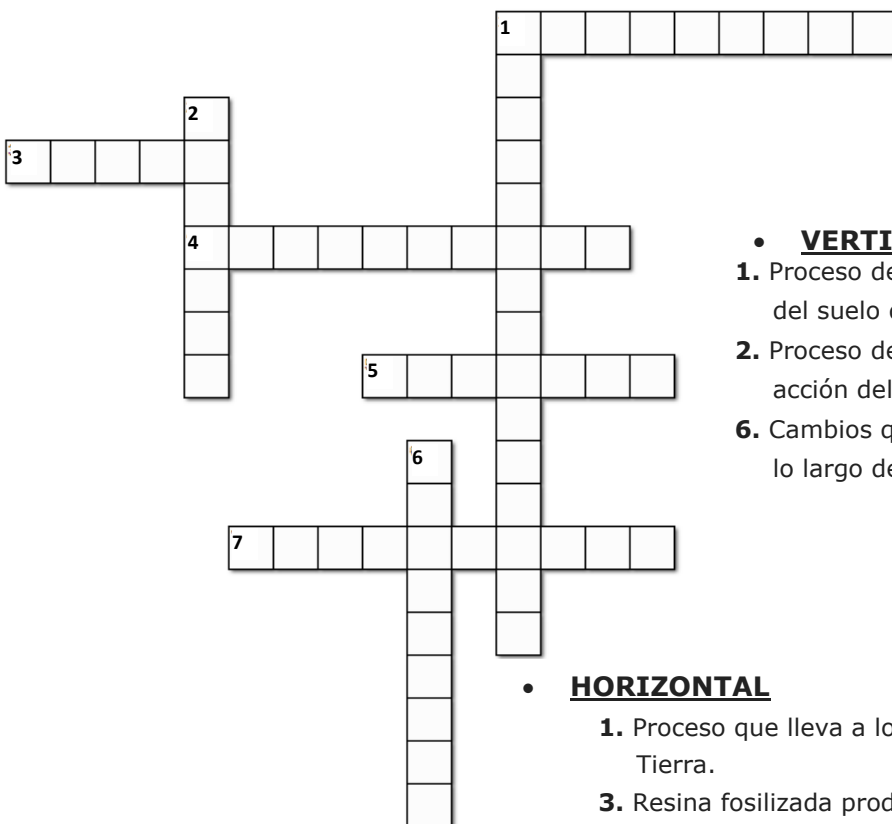 1
2
3
4
• VERTI
1. Proceso de
del suelo
2. Proceso de
acción del
5
6. Cambios q
lo largo de
6
7
• HORIZONTAL
1. Proceso que lleva a lo
Tierra.
3. Resina fosilizada prod